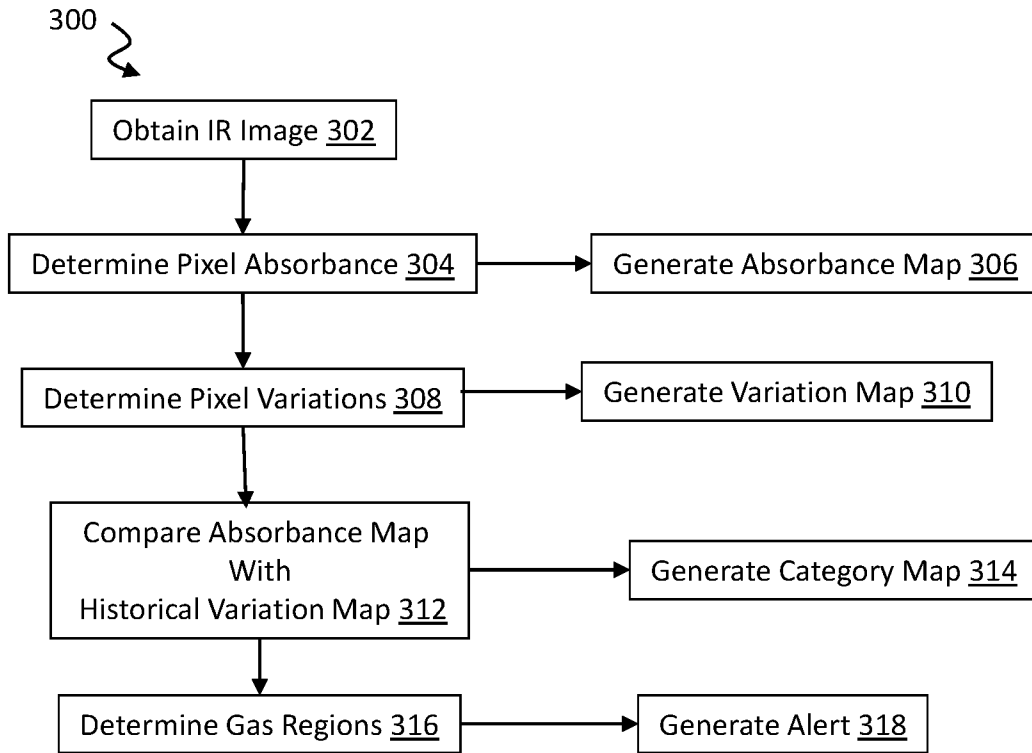 300
Obtain IR Image 302
Determine Pixel Absorbance 304
Generate Absorbance Map 306
Determine Pixel Variations 308
Generate Variation Map 310
Compare Absorbance Map
With
Historical Variation Map 312
Generate Category Map 314
Determine Gas Regions 316
Generate Alert 318